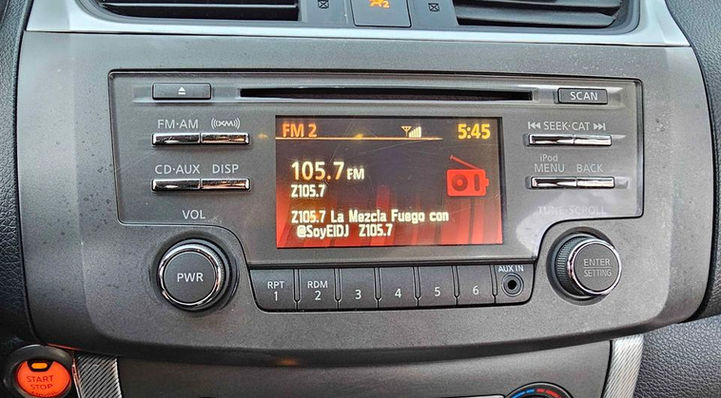 2
SCAN
FM·AM
((XM))
FM 2
5:45
SEEK·CAT
CD·AUX
DISP
105.7 FM
Z105.7
iPod
MENU
BACK
Z105.7 La Mezcla Fuego con
@SoyElDJ Z105.7
VOL
TUNE·SCROLL
PWR
ENTER
SETTING
RPT
1
RDM
2
3
4
5
6
AUX IN
START
STOP